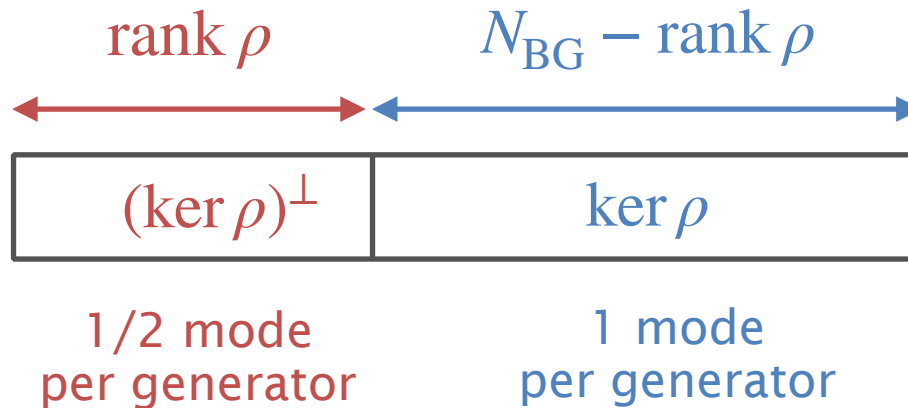 rank ρ
N_BG − rank ρ
(ker ρ)^⊥
ker ρ
1/2 mode
per generator
1 mode
per generator